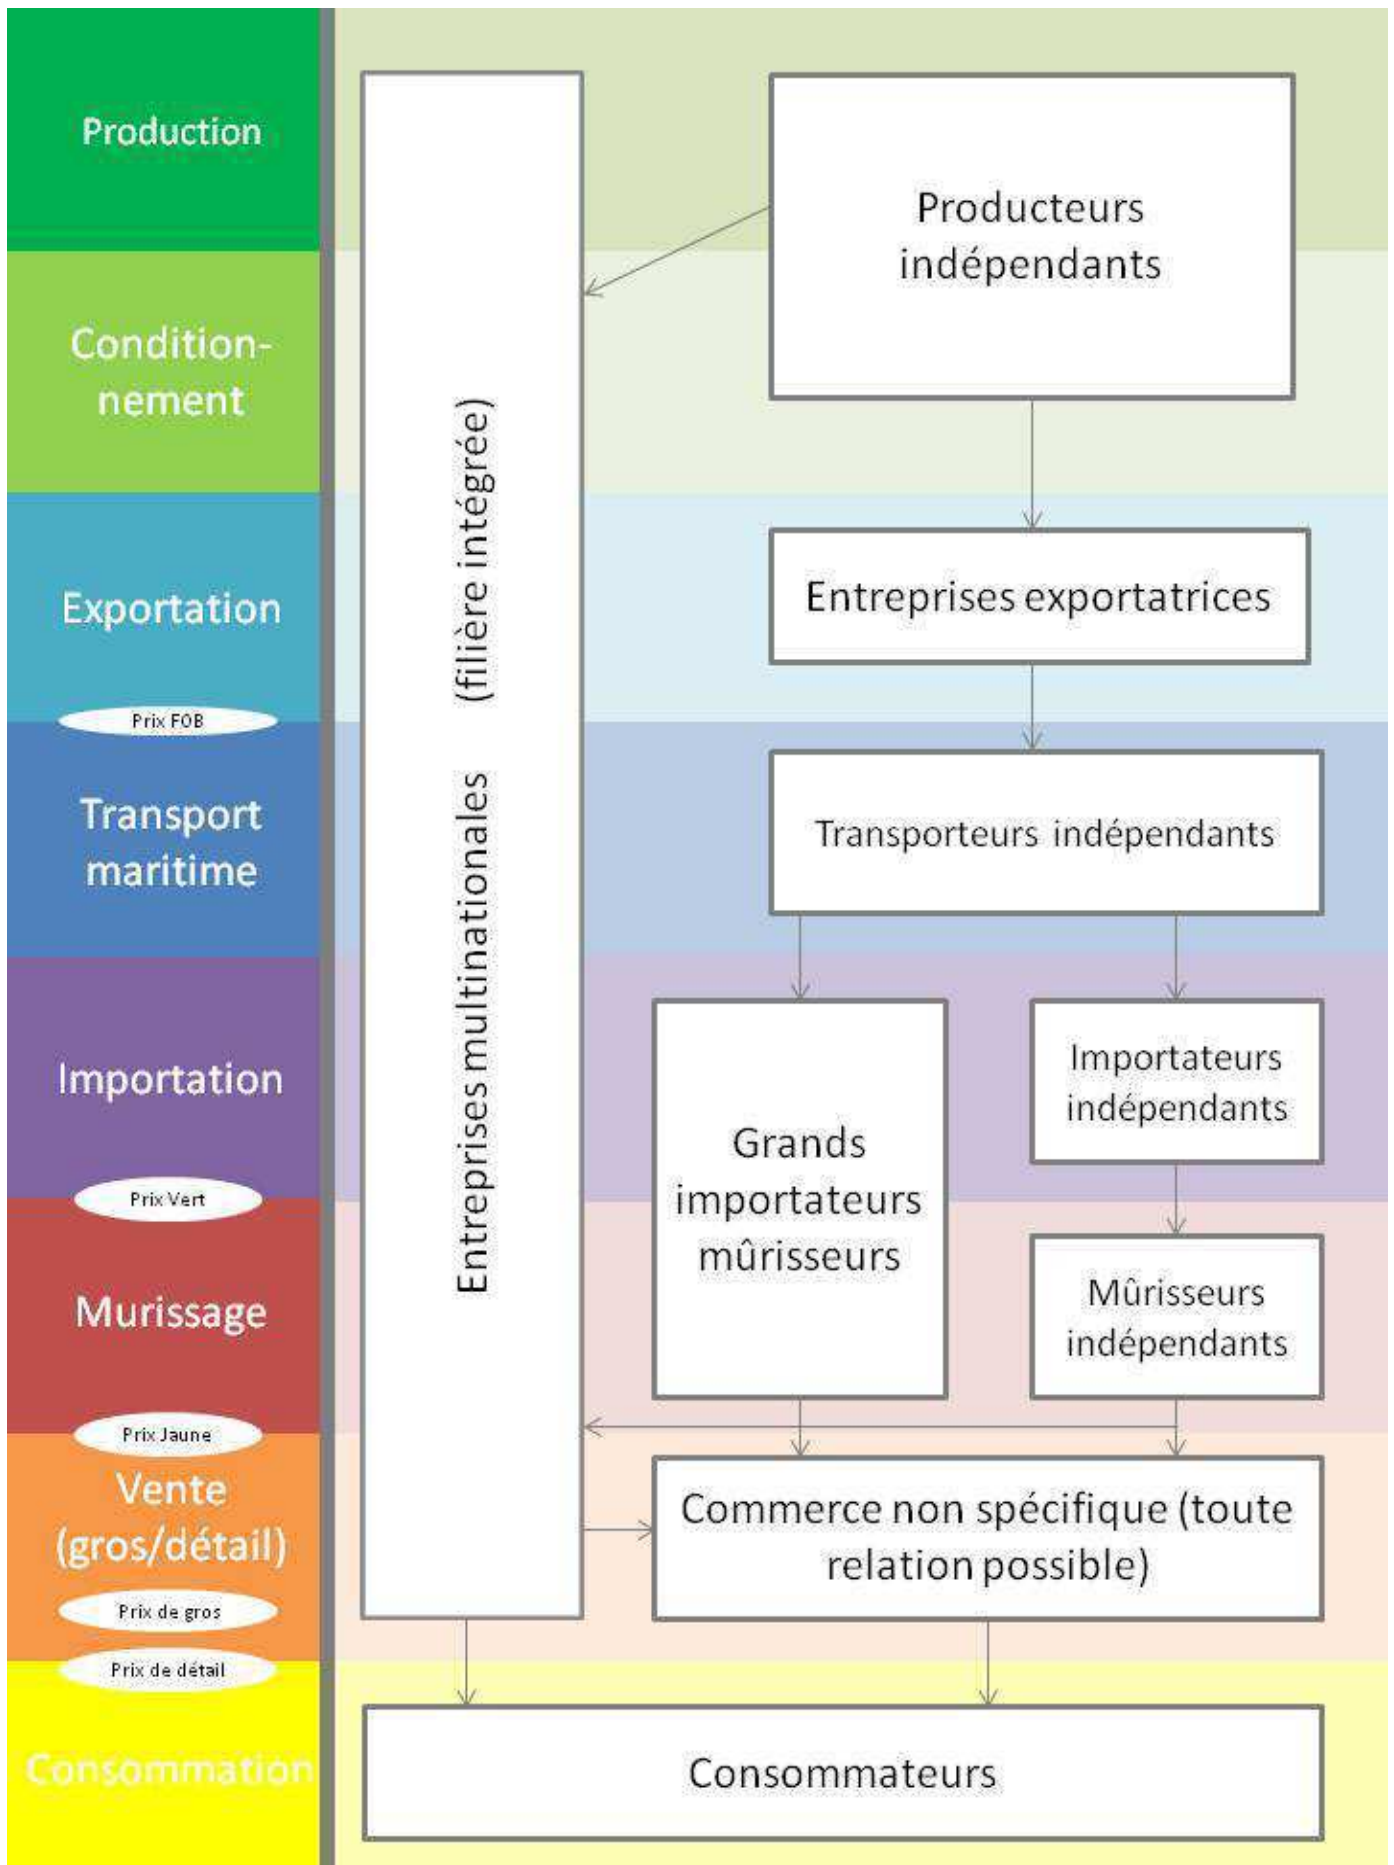 Production
Producteurs
indépendants
Condition-
nement
Entreprises multinationales (filière intégrée)
Exportation
Entreprises exportatrices
Prix FOB
Transport
maritime
Transporteurs indépendants
Importation
Grands
importateurs
mûrisseurs
Importateurs
indépendants
Prix Vert
Murissage
Mûrisseurs
indépendants
Prix Jaune
Vente
(gros/détail)
Commerce non spécifique (toute
relation possible)
Prix de gros
Prix de détail
Consommation
Consommateurs